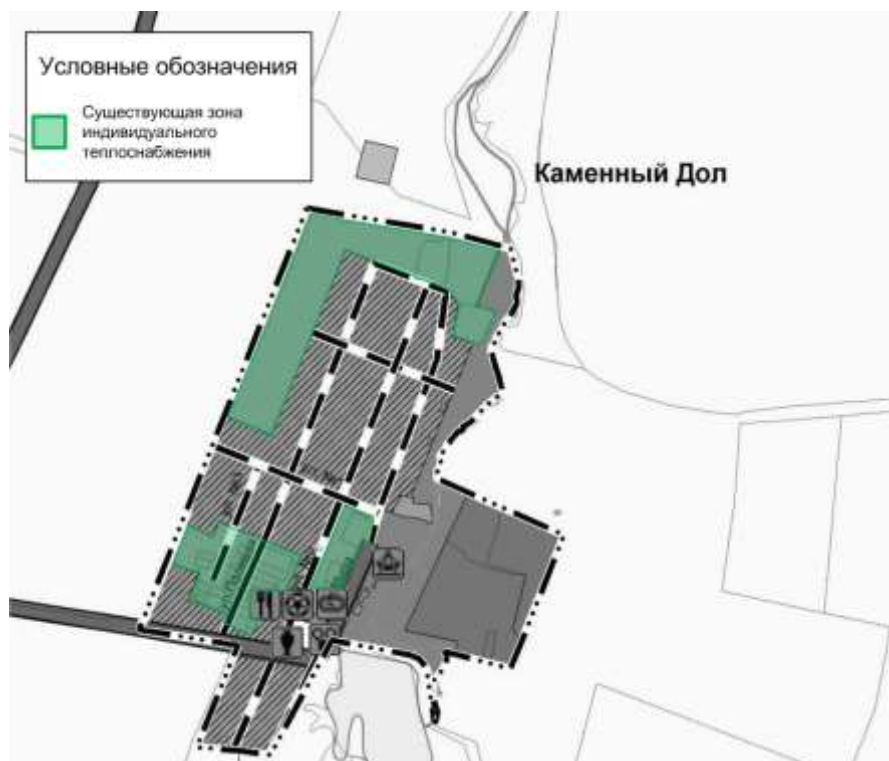 Условные обозначения
Существующая зона
индивидуального
теплоснабжения
Каменный Дол